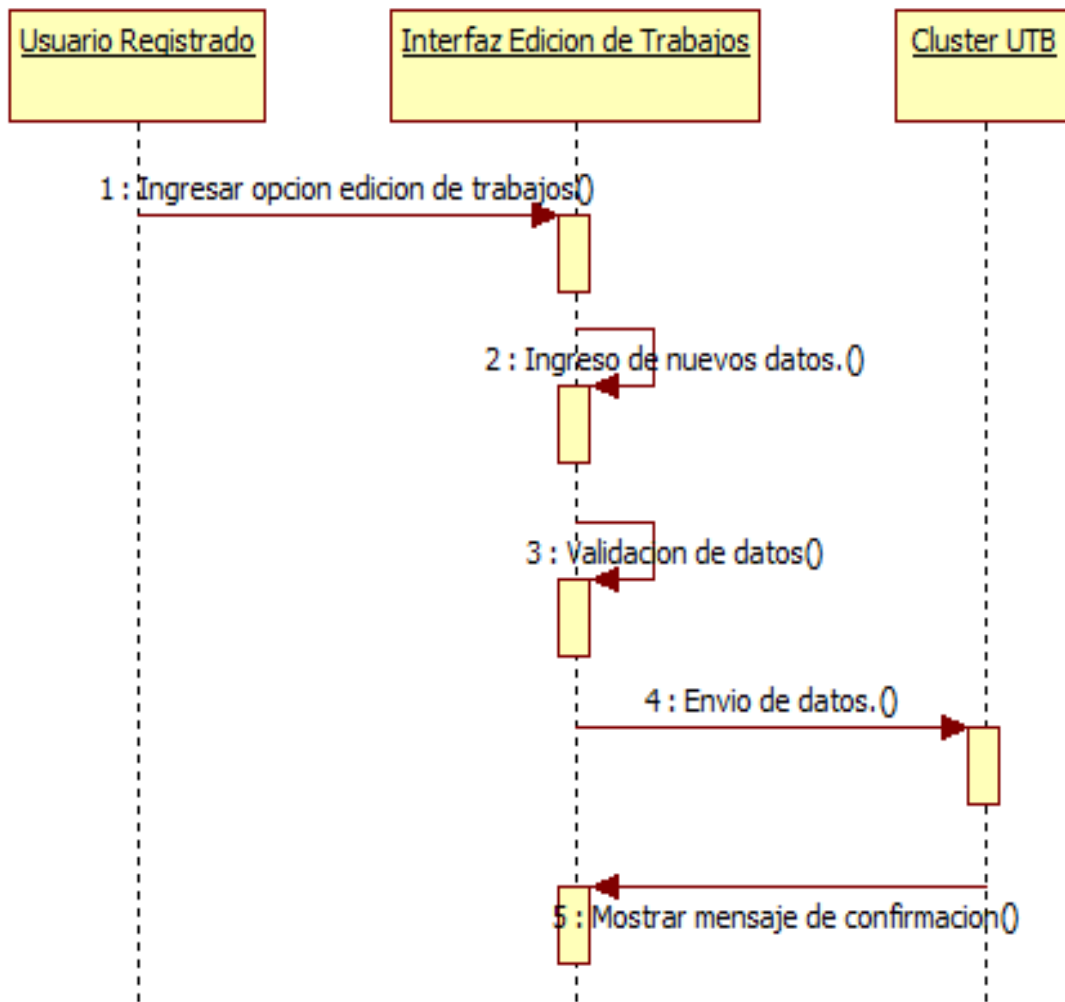 Usuario Registrado
Interfaz Edicion de Trabajos
Cluster UTB
1 : Ingresar opcion edicion de trabajos()
2 : Ingreso de nuevos datos.()
3 : Validacion de datos()
4 : Envio de datos.()
5 : Mostrar mensaje de confirmacion()